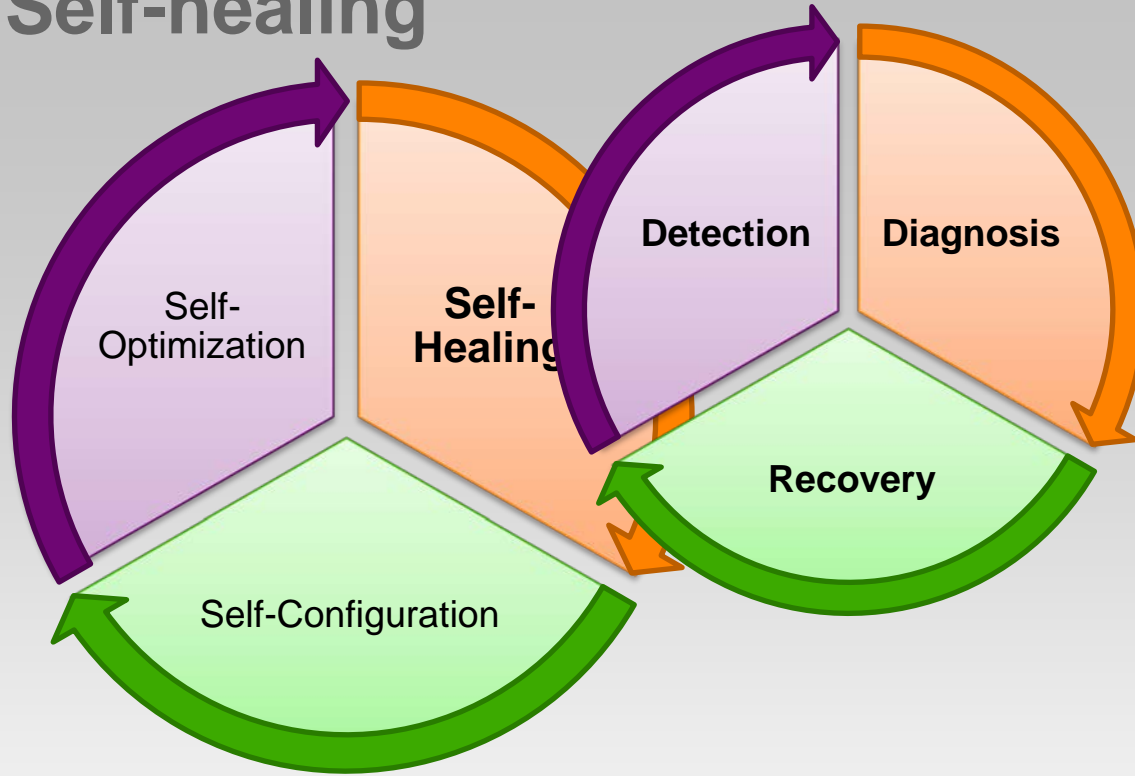 Self-healing
Self-
Optimization
Self-
Healing
Self-Configuration
Detection
Diagnosis
Recovery